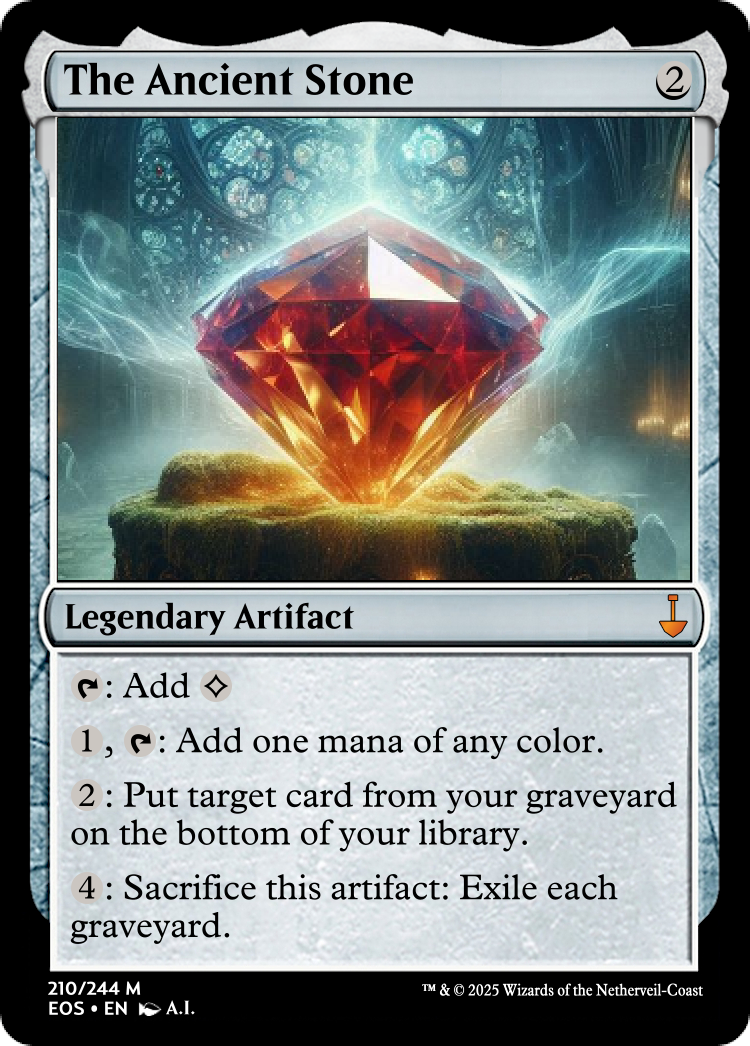 The Ancient Stone 2
Legendary Artifact
: Add
1, : Add one mana of any color.
2: Put target card from your graveyard
on the bottom of your library.
4: Sacrifice this artifact: Exile each
graveyard.
210/244 M
EOS • EN A.I.
™ & © 2025 Wizards of the Netherveil-Coast